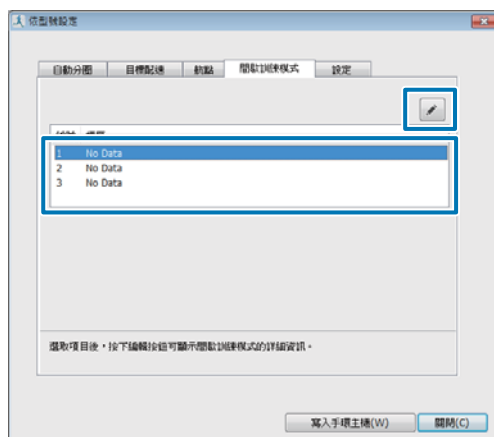 依型號設定
自動分圈 目標配速 航點 間歇訓練模式 設定
1 No Data
2 No Data
3 No Data
選取項目後，按下編輯按鈕可顯示間歇訓練模式的詳細資訊。
寫入手環主機(W) 關閉(C)